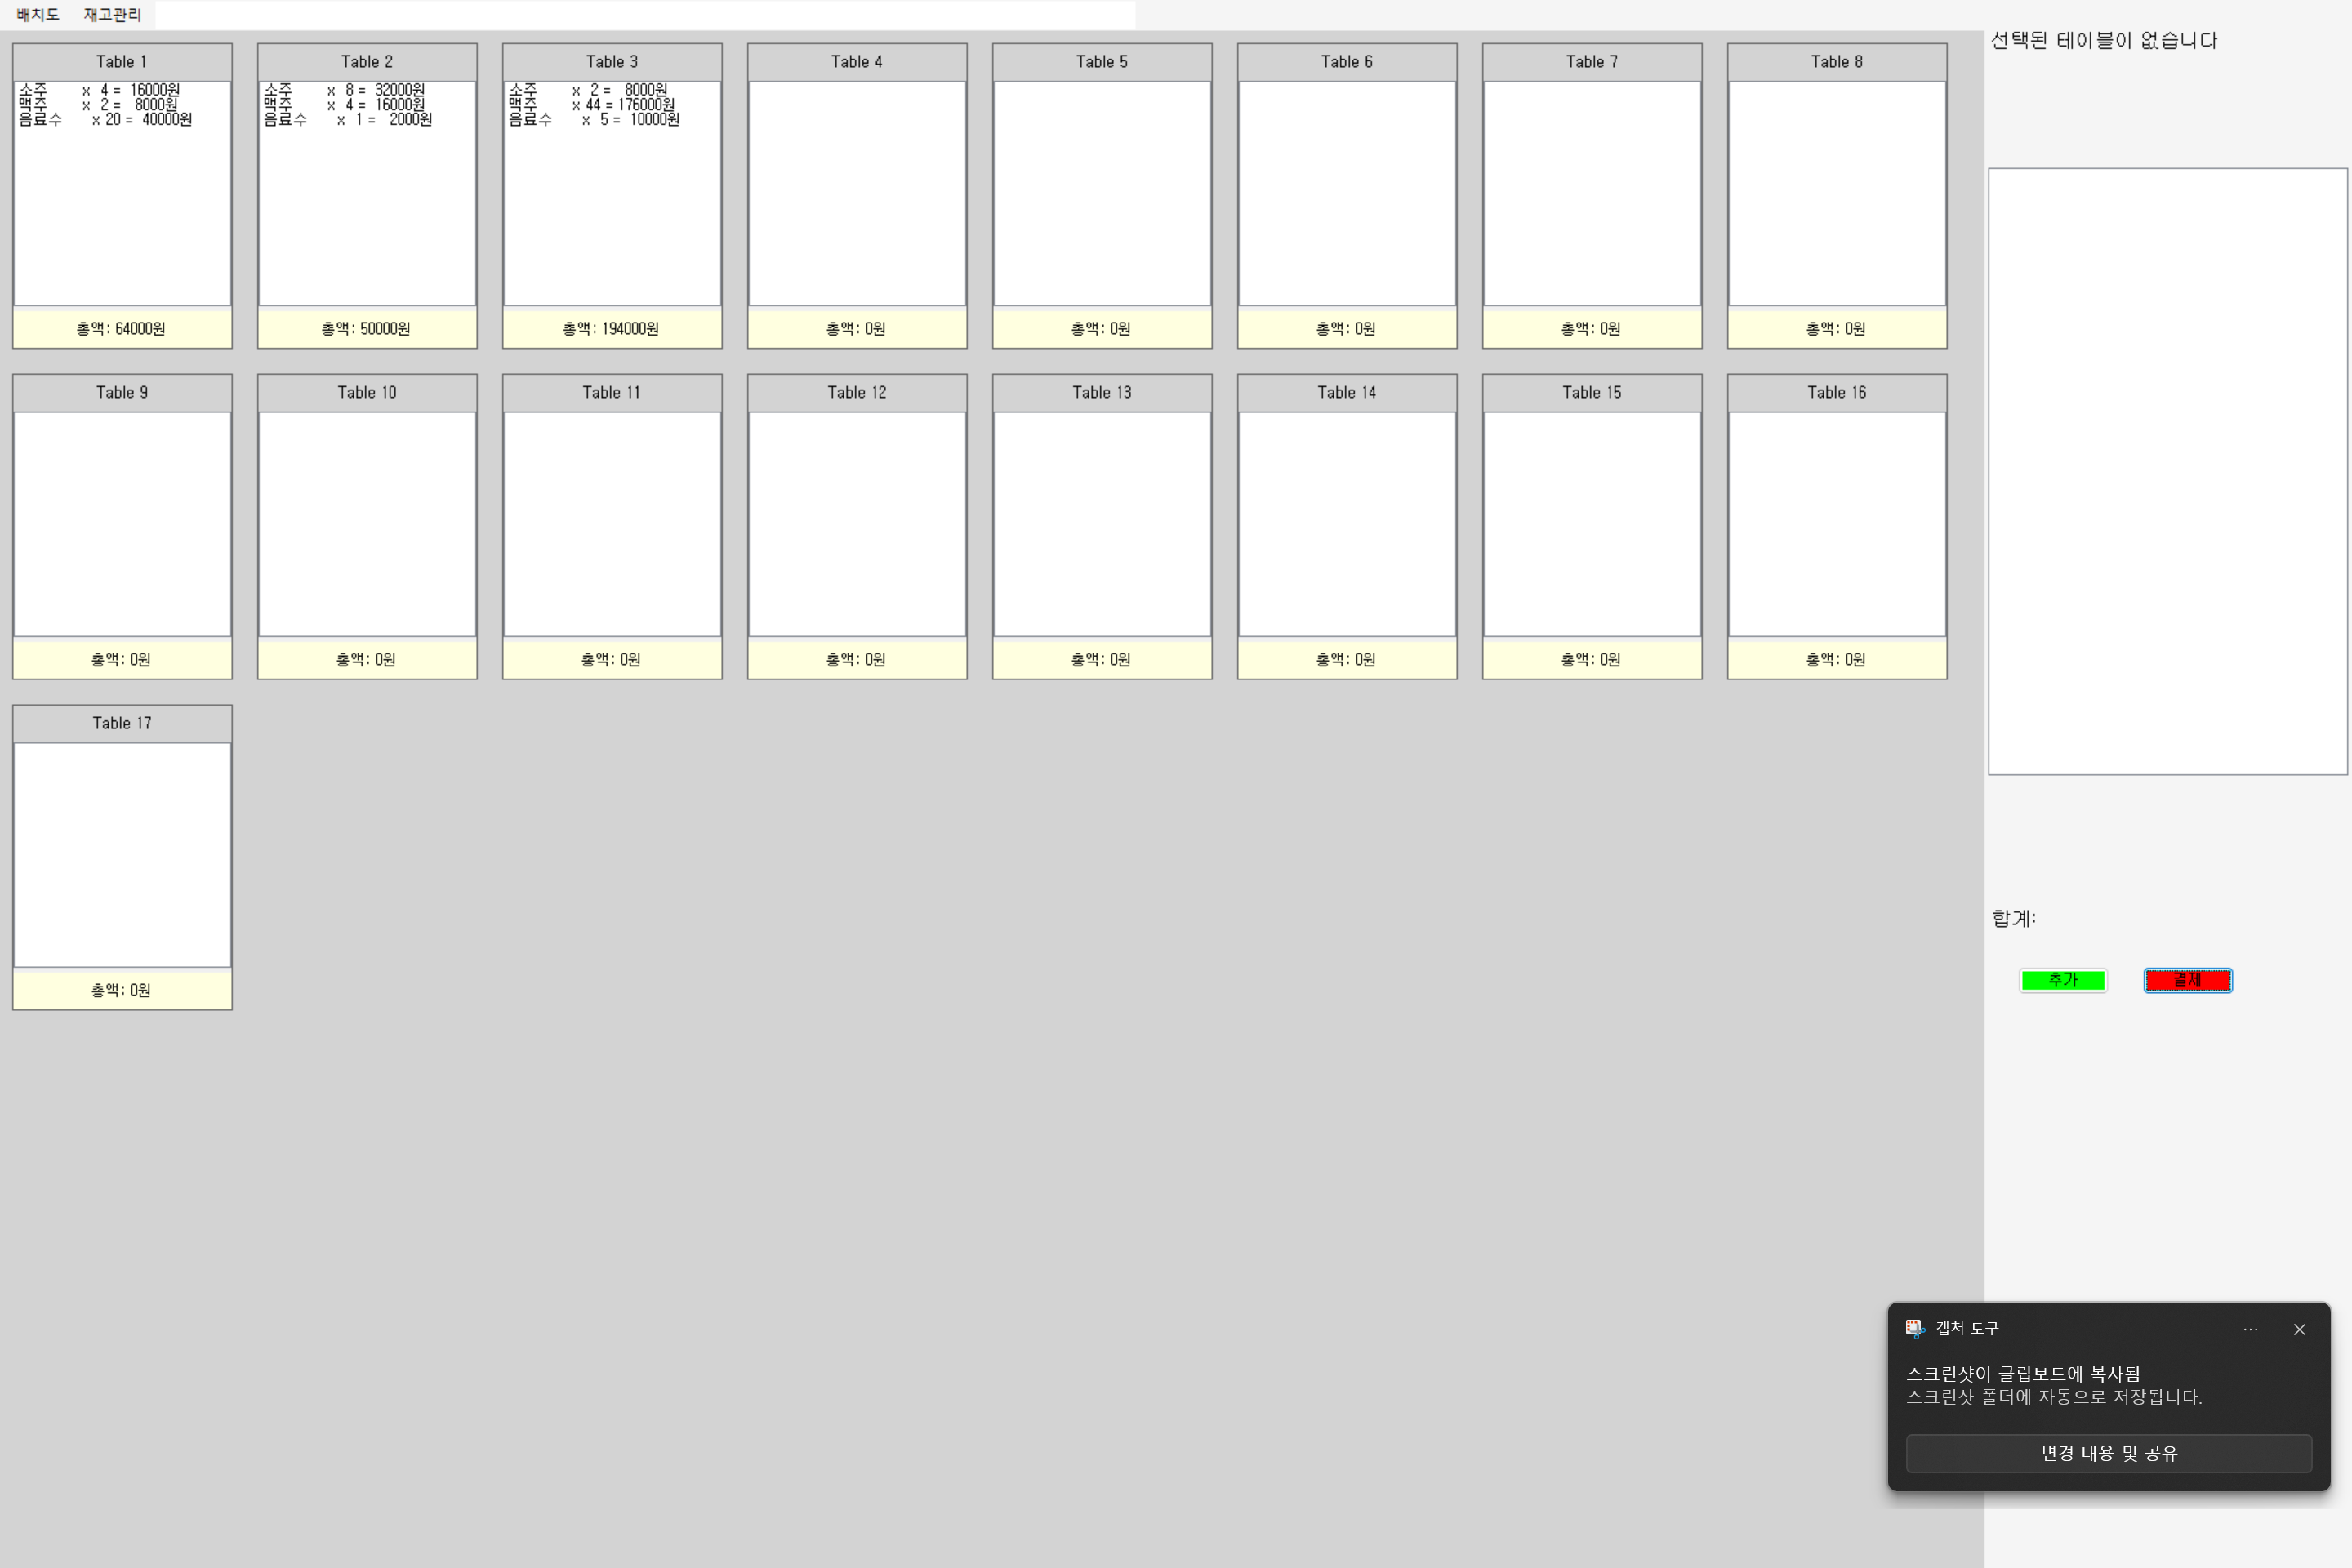 배치도 재고관리
선택된 테이블이 없습니다
Table 1
소주 x 4 = 16000원
맥주 x 2 = 8000원
음료수 x 20 = 40000원
총액: 64000원
Table 2
소주 x 8 = 32000원
맥주 x 4 = 16000원
음료수 x 1 = 2000원
총액: 50000원
Table 3
소주 x 2 = 8000원
맥주 x 44 = 176000원
음료수 x 5 = 10000원
총액: 194000원
Table 4
총액: 0원
Table 5
총액: 0원
Table 6
총액: 0원
Table 7
총액: 0원
Table 8
총액: 0원
Table 9
총액: 0원
Table 10
총액: 0원
Table 11
총액: 0원
Table 12
총액: 0원
Table 13
총액: 0원
Table 14
총액: 0원
Table 15
총액: 0원
Table 16
총액: 0원
Table 17
총액: 0원
합계:
추가 결제
캡처 도구
스크린샷이 클립보드에 복사됨
스크린샷 폴더에 자동으로 저장됩니다.
변경 내용 및 공유